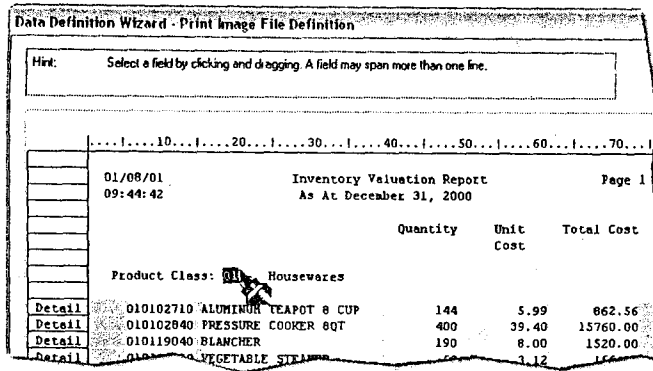 Data Definition Wizard - Print Image File Definition
Hint: Select a field by clicking and dragging. A field may span more than one line.
....|....10...|....20...|....30...|....40...|....50...|....60...|....70...|
01/08/01 Inventory Valuation Report Page 1
09:44:42 As At December 31, 2000
Quantity Unit Total Cost
Cost
Product Class: 01 Housewares
Detail 010102710 ALUMINUM TEAPOT 8 CUP 144 5.99 862.56
Detail 010102840 PRESSURE COOKER 8QT 400 39.40 15760.00
Detail 010119040 BLANCHER 190 8.00 1520.00
Detail VEGETABLE STEAMER 3.12